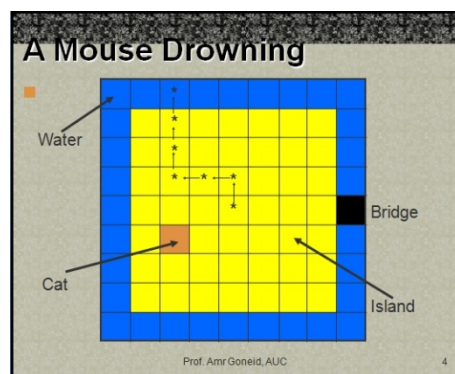 A Mouse Drowning
Water
Bridge
Cat
Island
Prof. Amr Goneid, AUC
4